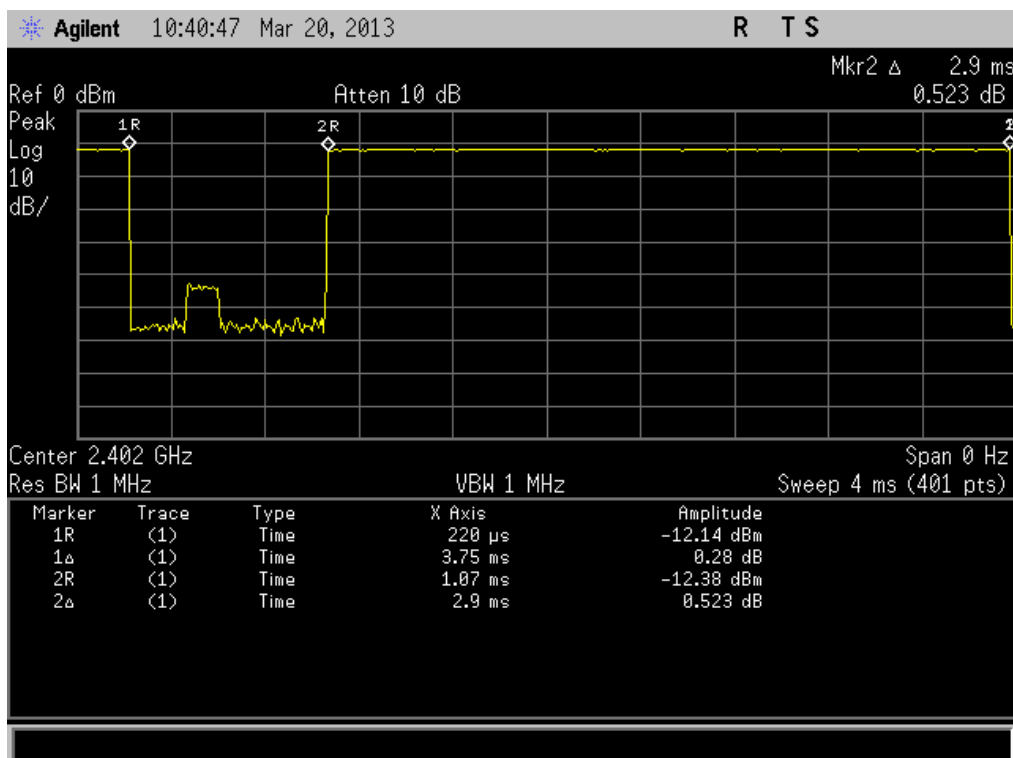 Agilent 10:40:47 Mar 20, 2013 R T S
Mkr2 Δ 2.9 ms
Ref 0 dBm Atten 10 dB 0.523 dB
Peak
Log
10
dB/
1R 2R
Center 2.402 GHz Span 0 Hz
Res BW 1 MHz VBW 1 MHz Sweep 4 ms (401 pts)
Marker Trace Type X Axis Amplitude
1R (1) Time 220 µs -12.14 dBm
1Δ (1) Time 3.75 ms 0.28 dB
2R (1) Time 1.07 ms -12.38 dBm
2Δ (1) Time 2.9 ms 0.523 dB